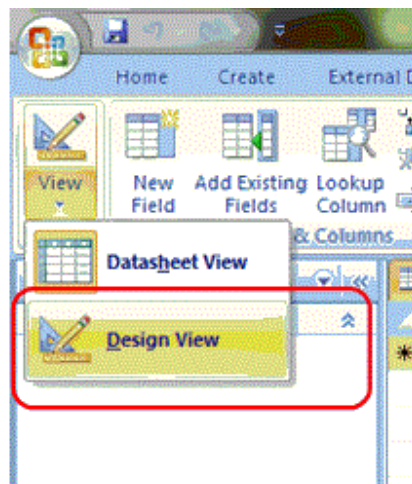 Home Create External D
View New Field Add Existing Fields Lookup Column
& Columns
Datasheet View
Design View